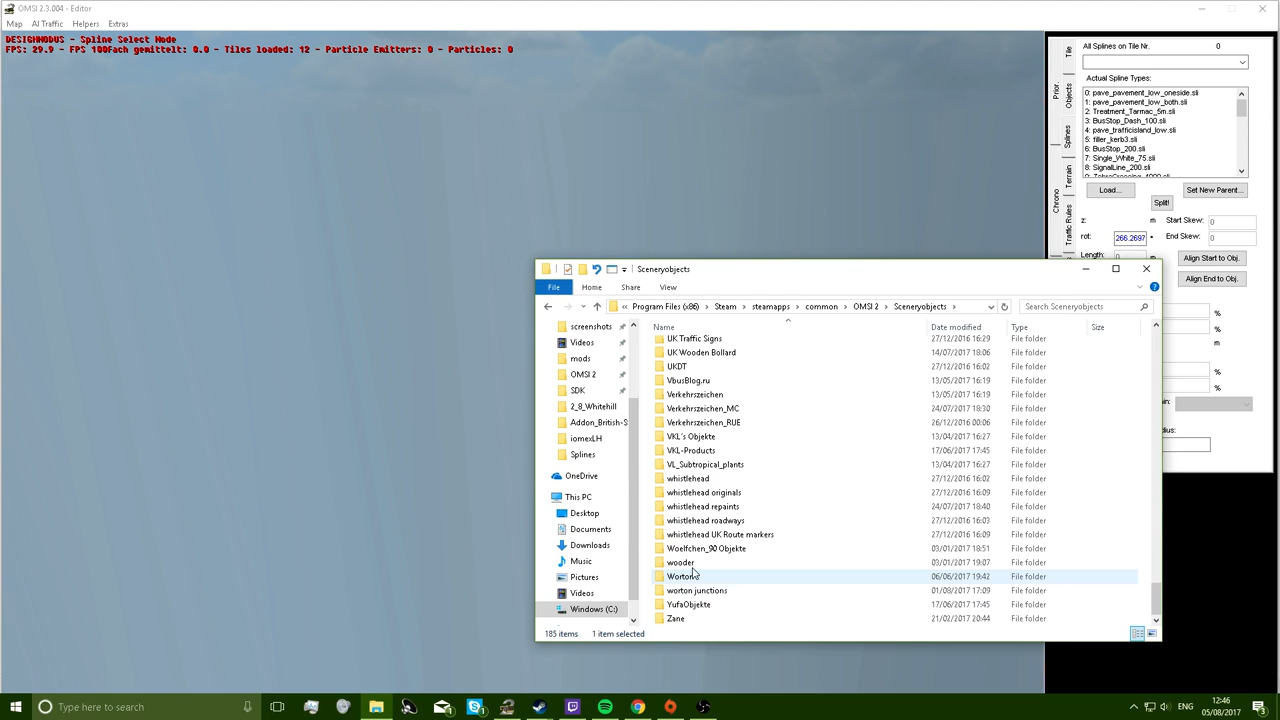 OMSI 2.3.004 - Editor
Map AI Traffic Helpers Extras
DESIGNMODUS - Spline Select Mode
FPS: 29.9 - FPS 100Fach gemittelt: 0.0 - Tiles loaded: 12 - Particle Emitters: 0 - Particles: 0
Tile
Objects
Splines
Terrain
Traffic Rules
Prior.
Chrono
All Splines on Tile Nr. 0
Actual Spline Types:
0: pave_pavement_low_oneside.sli
1: pave_pavement_low_both.sli
2: Treatment_Tarmac_5m.sli
3: BusStop_Dash_100.sli
4: pave_trafficisland_low.sli
5: filler_kerb3.sli
6: BusStop_200.sli
7: Single_White_75.sli
8: SignalLine_200.sli
Load... Set New Parent...
Split!
z: m Start Skew: 0
rot: 266.2697 ° End Skew: 0
Length: 0
Align Start to Obj.
Align End to Obj.
%
%
m
%
%
Sceneryobjects
File Home Share View
« Program Files (x86) > Steam > steamapps > common > OMSI 2 > Sceneryobjects > Search Sceneryobjects
screenshots
Videos
mods
OMSI 2
SDK
2_8_Whitehill
Addon_British-S
iomexLH
Splines
OneDrive
This PC
Desktop
Documents
Downloads
Music
Pictures
Videos
Windows (C:)
Name Date modified Type Size
UK Traffic Signs 27/12/2016 16:29 File folder
UK Wooden Bollard 14/07/2017 18:06 File folder
UKDT 27/12/2016 16:02 File folder
VbusBlog.ru 13/05/2017 16:19 File folder
Verkehrszeichen 13/05/2017 16:19 File folder
Verkehrszeichen_MC 24/07/2017 18:30 File folder
Verkehrszeichen_RUE 26/12/2016 00:06 File folder
VKL's Objekte 13/04/2017 16:27 File folder
VKL-Products 17/06/2017 17:45 File folder
VL_Subtropical_plants 13/04/2017 16:27 File folder
whistlehead 27/12/2016 16:02 File folder
whistlehead originals 27/12/2016 16:09 File folder
whistlehead repaints 24/07/2017 18:40 File folder
whistlehead roadways 27/12/2016 16:03 File folder
whistlehead UK Route markers 27/12/2016 16:09 File folder
Woelfchen_90 Objekte 03/01/2017 18:51 File folder
wooder 03/01/2017 19:07 File folder
Worton 06/06/2017 19:42 File folder
worton junctions 01/08/2017 17:09 File folder
YufaObjekte 17/06/2017 17:45 File folder
Zane 21/02/2017 20:44 File folder
185 items 1 item selected
Type here to search
ENG
12:46
05/08/2017